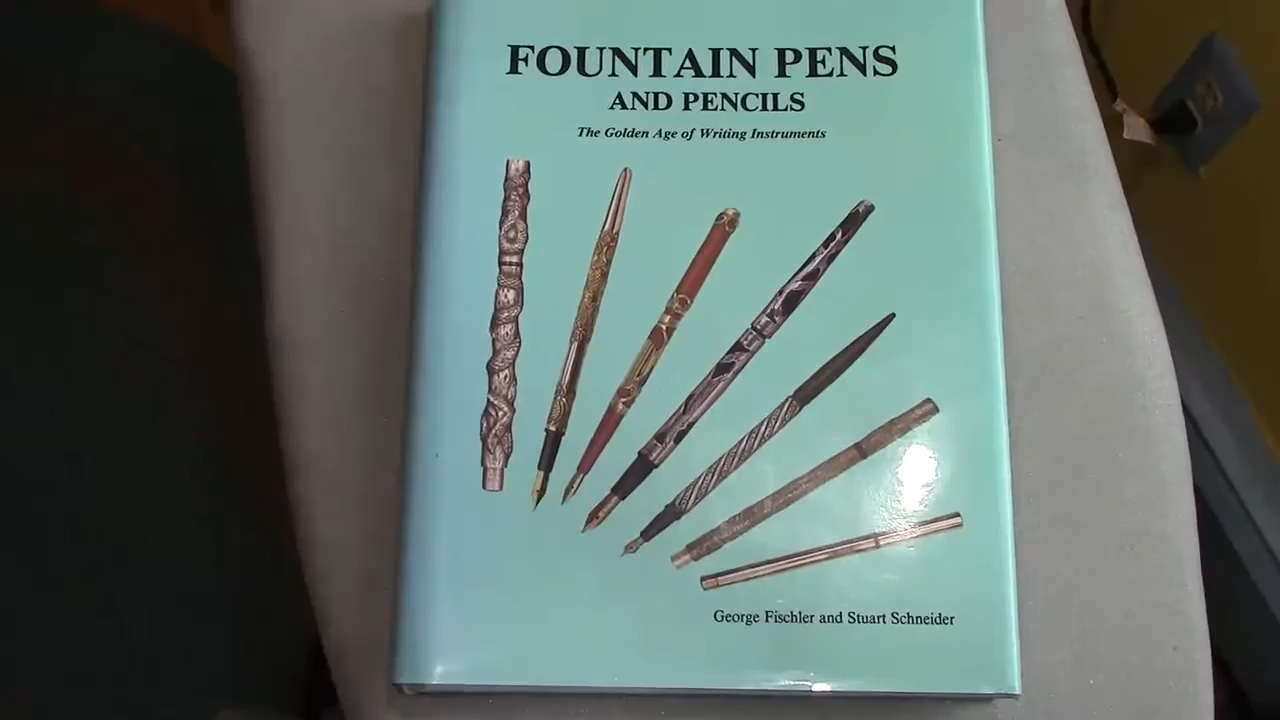 FOUNTAIN PENS
AND PENCILS
The Golden Age of Writing Instruments
George Fischler and Stuart Schneider